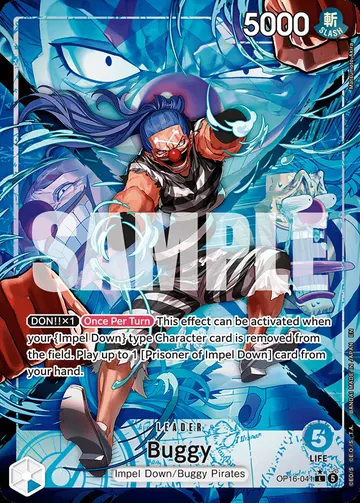 5000 斬
SLASH
SAMPLE
DON!!×1 Once Per Turn This effect can be activated when
your {Impel Down} type Character card is removed from
the field. Play up to 1 [Prisoner of Impel Down] card from
your hand.
LEADER
Buggy
Impel Down/Buggy Pirates
5
LIFE
L